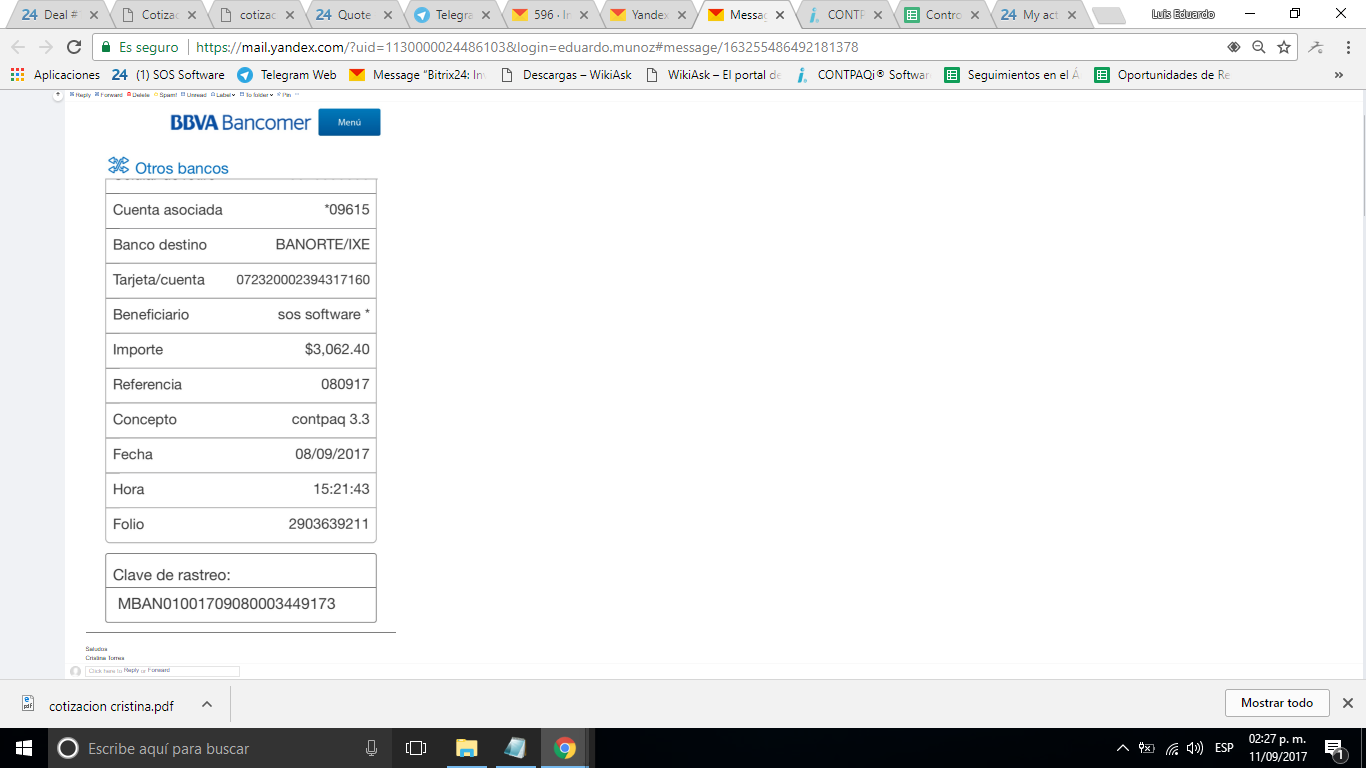 24 Deal #
Cotizac
cotizac
24 Quote
Telegra
596 · Ir
Yandex
Messag
CONTP
Contro
24 My act
Luis Eduardo
Es seguro https://mail.yandex.com/?uid=1130000024486103&login=eduardo.munoz#message/163255486492181378
Aplicaciones 24 (1) SOS Software Telegram Web Message "Bitrix24: In Descargas – WikiAsk WikiAsk – El portal de CONTPAQi® Softwar Seguimientos en el Á Oportunidades de Re »
Reply Forward Delete Spam! Unread Label To folder Pin
BBVA Bancomer Menú
Otros bancos
Cuenta asociada *09615
Banco destino BANORTE/IXE
Tarjeta/cuenta 072320002394317160
Beneficiario sos software *
Importe $3,062.40
Referencia 080917
Concepto contpaq 3.3
Fecha 08/09/2017
Hora 15:21:43
Folio 2903639211
Clave de rastreo:
MBAN01001709080003449173
Saludos
Cristina Torres
Click here to Reply or Forward
cotizacion cristina.pdf Mostrar todo
Escribe aquí para buscar ESP 02:27 p. m.
11/09/2017 1